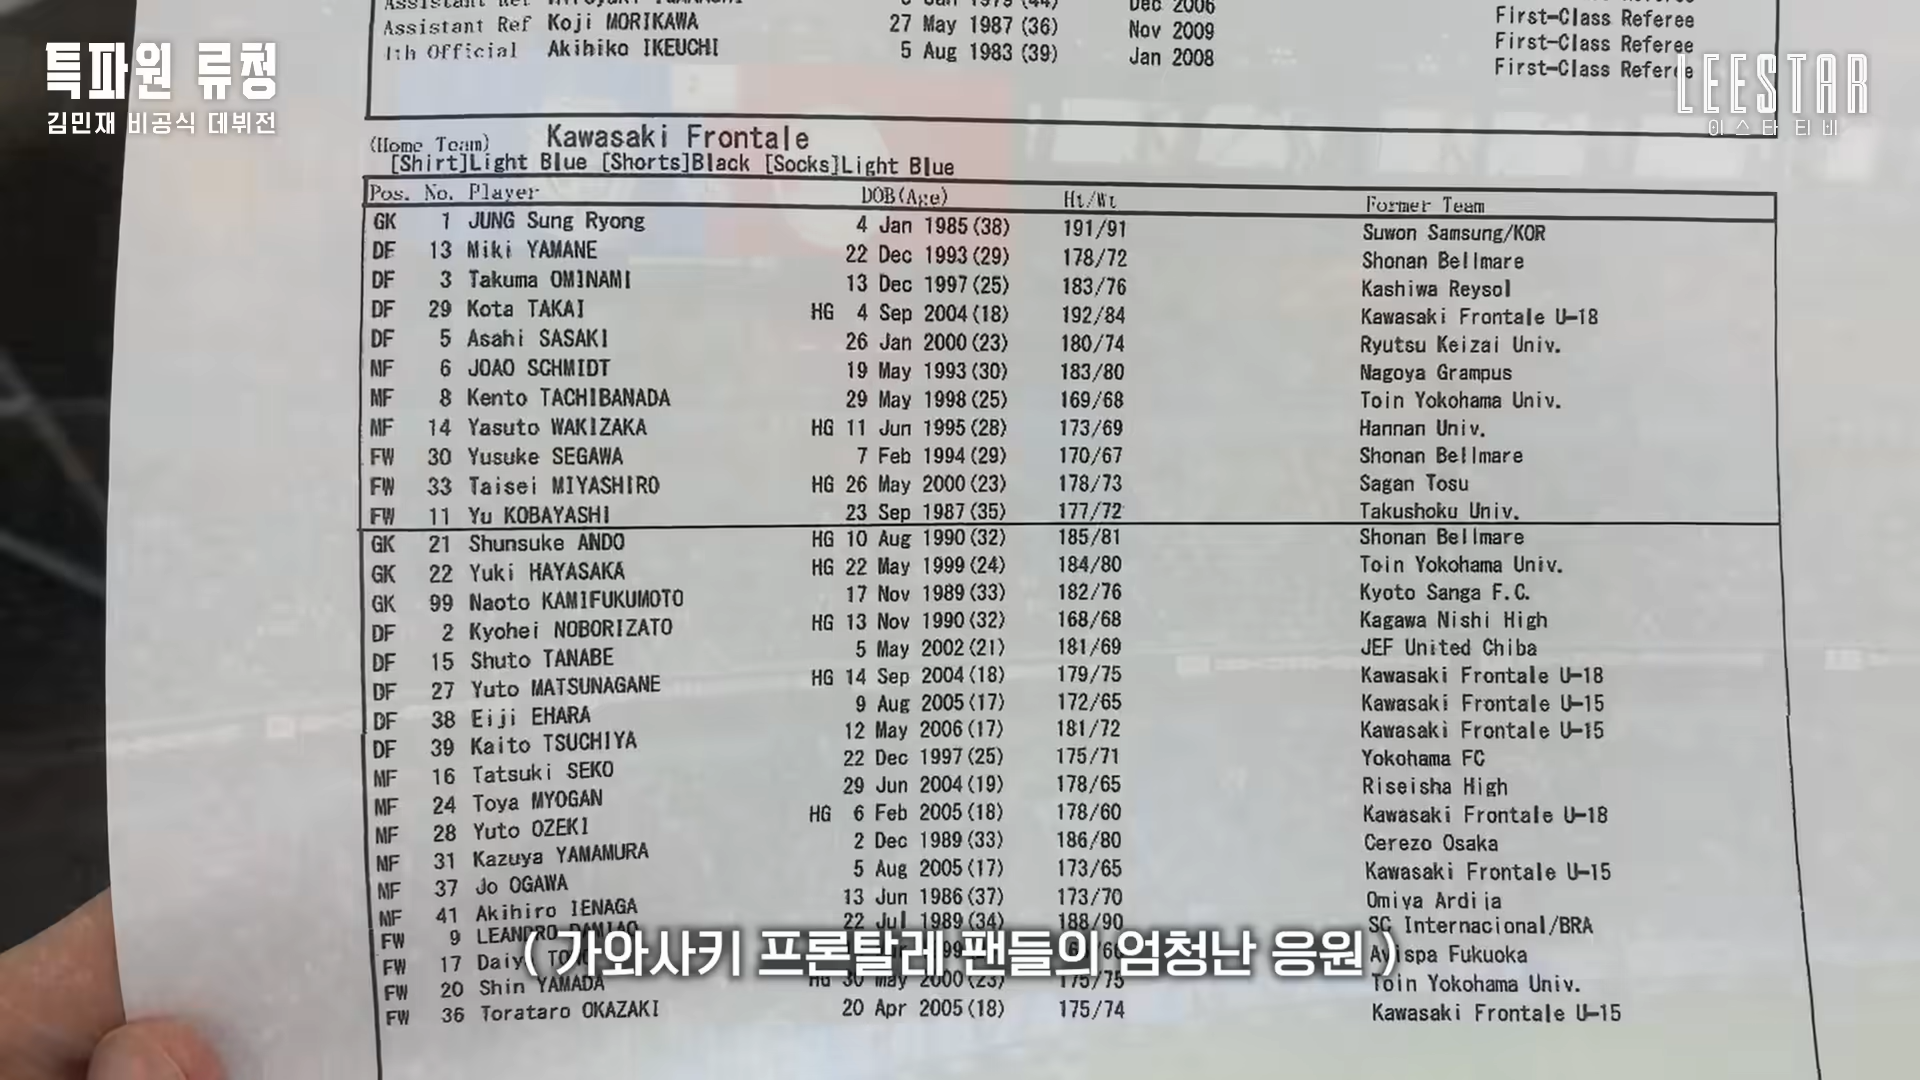 특파원 류청
김민재 비공식 데뷔전
LEESTAR
이스타티비
Assistant Ref Dec 2006
Assistant Ref Koji MORIKAWA 27 May 1987 (36) Nov 2009 First-Class Referee
4th Official Akihiko IKEUCHI 5 Aug 1983 (39) Jan 2008 First-Class Referee
First-Class Referee
(Home Team) Kawasaki Frontale
[Shirt]Light Blue [Shorts]Black [Socks]Light Blue
Pos. No. Player DOB(Age) Ht/Wt Former Team
GK 1 JUNG Sung Ryong 4 Jan 1985(38) 191/91 Suwon Samsung/KOR
DF 13 Miki YAMANE 22 Dec 1993(29) 178/72 Shonan Bellmare
DF 3 Takuma OMINAMI 13 Dec 1997(25) 183/76 Kashiwa Reysol
DF 29 Kota TAKAI HG 4 Sep 2004(18) 192/84 Kawasaki Frontale U-18
DF 5 Asahi SASAKI 26 Jan 2000(23) 180/74 Ryutsu Keizai Univ.
MF 6 JOAO SCHMIDT 19 May 1993(30) 183/80 Nagoya Grampus
MF 8 Kento TACHIBANADA 29 May 1998(25) 169/68 Toin Yokohama Univ.
MF 14 Yasuto WAKIZAKA HG 11 Jun 1995(28) 173/69 Hannan Univ.
FW 30 Yusuke SEGAWA 7 Feb 1994(29) 170/67 Shonan Bellmare
FW 33 Taisei MIYASHIRO HG 26 May 2000(23) 178/73 Sagan Tosu
FW 11 Yu KOBAYASHI 23 Sep 1987(35) 177/72 Takushoku Univ.
GK 21 Shunsuke ANDO HG 10 Aug 1990(32) 185/81 Shonan Bellmare
GK 22 Yuki HAYASAKA HG 22 May 1999(24) 184/80 Toin Yokohama Univ.
GK 99 Naoto KAMIFUKUMOTO 17 Nov 1989(33) 182/76 Kyoto Sanga F.C.
DF 2 Kyohei NOBORIZATO HG 13 Nov 1990(32) 168/68 Kagawa Nishi High
DF 15 Shuto TANABE 5 May 2002(21) 181/69 JEF United Chiba
DF 27 Yuto MATSUNAGANE HG 14 Sep 2004(18) 179/75 Kawasaki Frontale U-18
DF 38 Eiji EHARA 9 Aug 2005(17) 172/65 Kawasaki Frontale U-15
DF 39 Kaito TSUCHIYA 12 May 2006(17) 181/72 Kawasaki Frontale U-15
MF 16 Tatsuki SEKO 22 Dec 1997(25) 175/71 Yokohama FC
MF 24 Toya MYOGAN 29 Jun 2004(19) 178/65 Riseisha High
MF 28 Yuto OZEKI HG 6 Feb 2005(18) 178/60 Kawasaki Frontale U-18
MF 31 Kazuya YAMAMURA 2 Dec 1989(33) 186/80 Cerezo Osaka
MF 37 Jo OGAWA 5 Aug 2005(17) 173/65 Kawasaki Frontale U-15
MF 41 Akihiro IENAGA 13 Jun 1986(37) 173/70 Omiya Ardija
FW 9 LEANDRO DAMIAO 22 Jul 1989(34) 188/90 SC Internacional/BRA
FW 17 Daiya Avispa Fukuoka
FW 20 Shin YAMADA HG 30 May 2000(23) 175/75 Toin Yokohama Univ.
FW 36 Torataro OKAZAKI 20 Apr 2005(18) 175/74 Kawasaki Frontale U-15
( 가와사키 프론탈레 팬들의 엄청난 응원 )